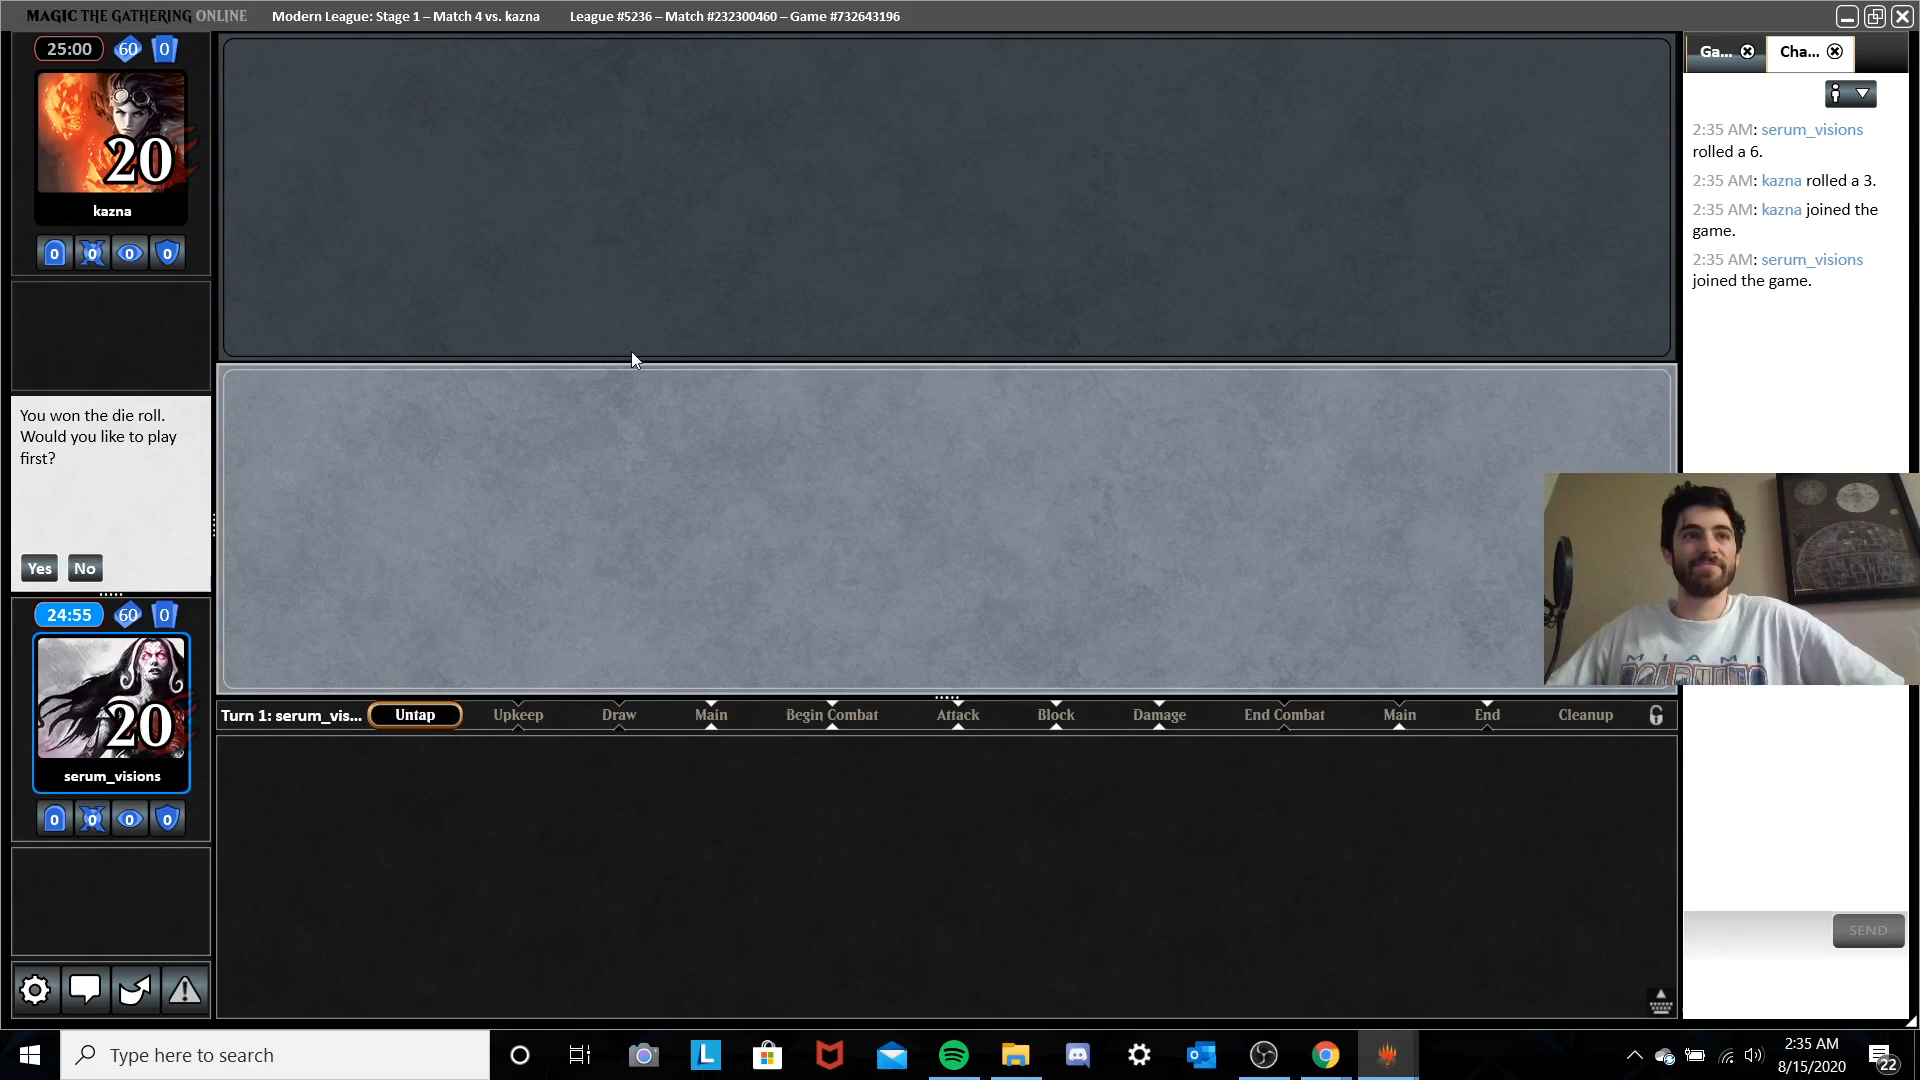 MAGIC THE GATHERING ONLINE
Modern League: Stage 1 – Match 4 vs. kazna
League #5236 – Match #232300460 – Game #732643196
25:00
60
0
20
kazna
0
0
0
0
You won the die roll.
Would you like to play
first?
Yes
No
24:55
60
0
20
serum_visions
0
0
0
0
Turn 1: serum_vis...
Untap
Upkeep
Draw
Main
Begin Combat
Attack
Block
Damage
End Combat
Main
End
Cleanup
Ga...
Cha...
2:35 AM: serum_visions
rolled a 6.
2:35 AM: kazna rolled a 3.
2:35 AM: kazna joined the
game.
2:35 AM: serum_visions
joined the game.
MIAMI
SEND
Type here to search
L
2:35 AM
8/15/2020
22